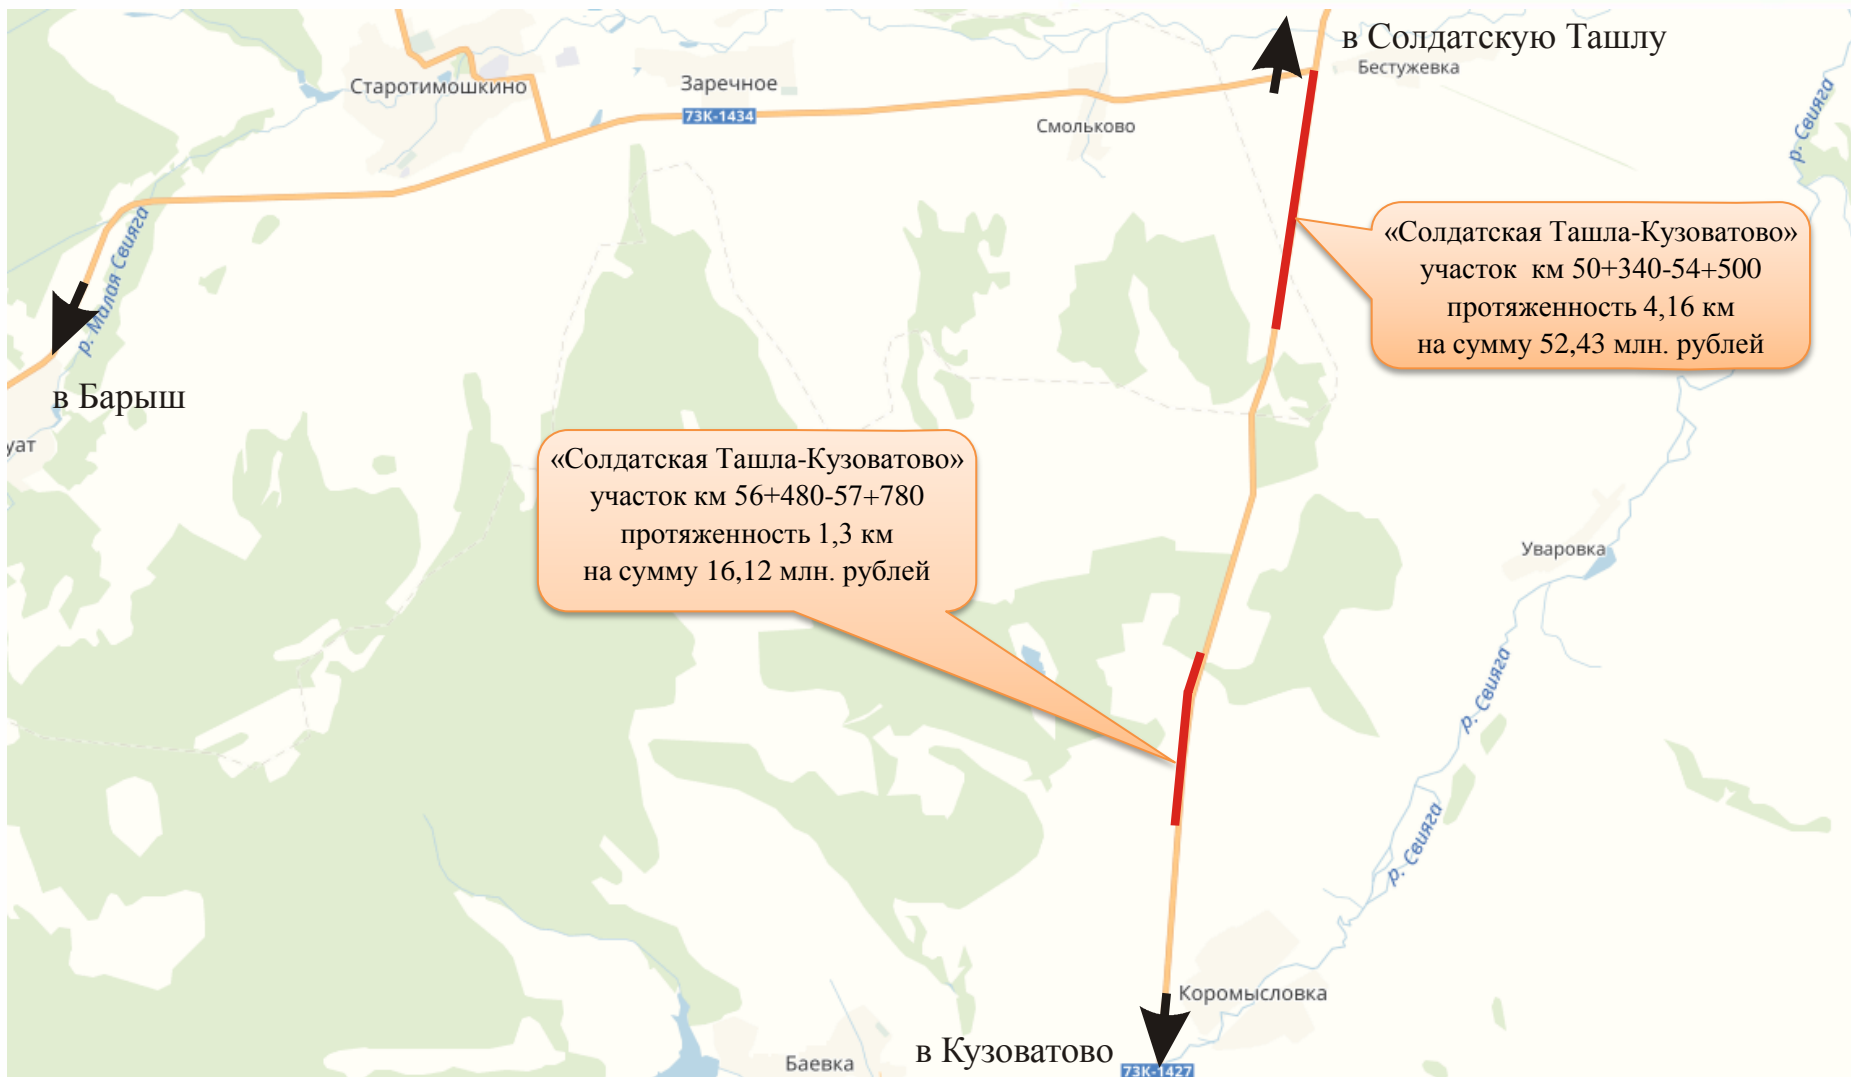 в Солдатскую Ташлу
Бестужевка
Старотимошкино
Заречное
73К-1434
Смольково
р. Свияга
р. Малая Свияга
«Солдатская Ташла-Кузоватово»
участок км 50+340-54+500
протяженность 4,16 км
на сумму 52,43 млн. рублей
в Барыш
уат
«Солдатская Ташла-Кузоватово»
участок км 56+480-57+780
протяженность 1,3 км
на сумму 16,12 млн. рублей
Уваровка
р. Свияга
р. Свияга
Коромысловка
в Кузоватово
Баевка
73К-1427